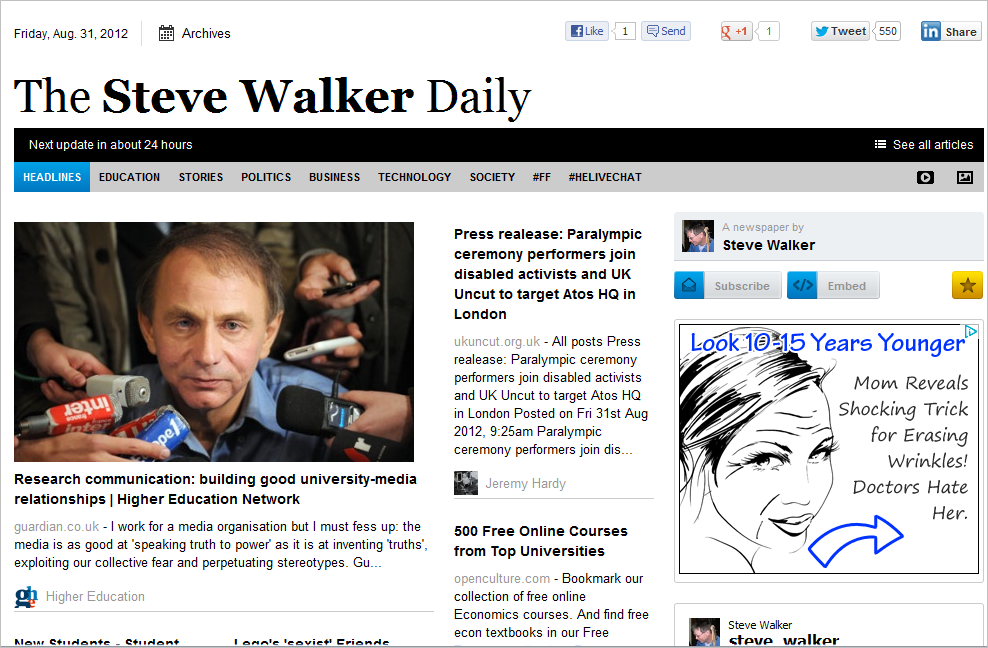 Friday, Aug. 31, 2012
Archives
Like
1
Send
g +1
1
Tweet
550
in Share
The Steve Walker Daily
Next update in about 24 hours
See all articles
HEADLINES EDUCATION STORIES POLITICS BUSINESS TECHNOLOGY SOCIETY #FF #HELIVECHAT
inter
france
Europe1
Research communication: building good university-media
relationships | Higher Education Network
guardian.co.uk - I work for a media organisation but I must fess up: the
media is as good at 'speaking truth to power' as it is at inventing 'truths',
exploiting our collective fear and perpetuating stereotypes. Gu...
ghe
Higher Education
New Students - Student
Lego's 'sexist' Friends
Press realease: Paralympic
ceremony performers join
disabled activists and UK
Uncut to target Atos HQ in
London
ukuncut.org.uk - All posts Press
realease: Paralympic ceremony
performers join disabled activists
and UK Uncut to target Atos HQ
in London Posted on Fri 31st Aug
2012, 9:25am Paralympic
ceremony performers join dis...
Jeremy Hardy
500 Free Online Courses
from Top Universities
openculture.com - Bookmark our
collection of free online
Economics courses. And find free
econ textbooks in our Free
A newspaper by
Steve Walker
Subscribe
Embed
Look 10-15 Years Younger
Mom Reveals
Shocking Trick
for Erasing
Wrinkles!
Doctors Hate
Her.
Steve Walker
steve_walker